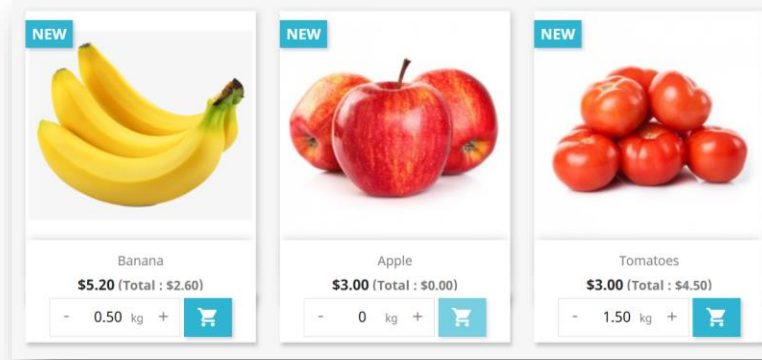 NEW
Banana
$5.20 (Total : $2.60)
- 0.50 kg +
NEW
Apple
$3.00 (Total : $0.00)
- 0 kg +
NEW
Tomatoes
$3.00 (Total : $4.50)
- 1.50 kg +